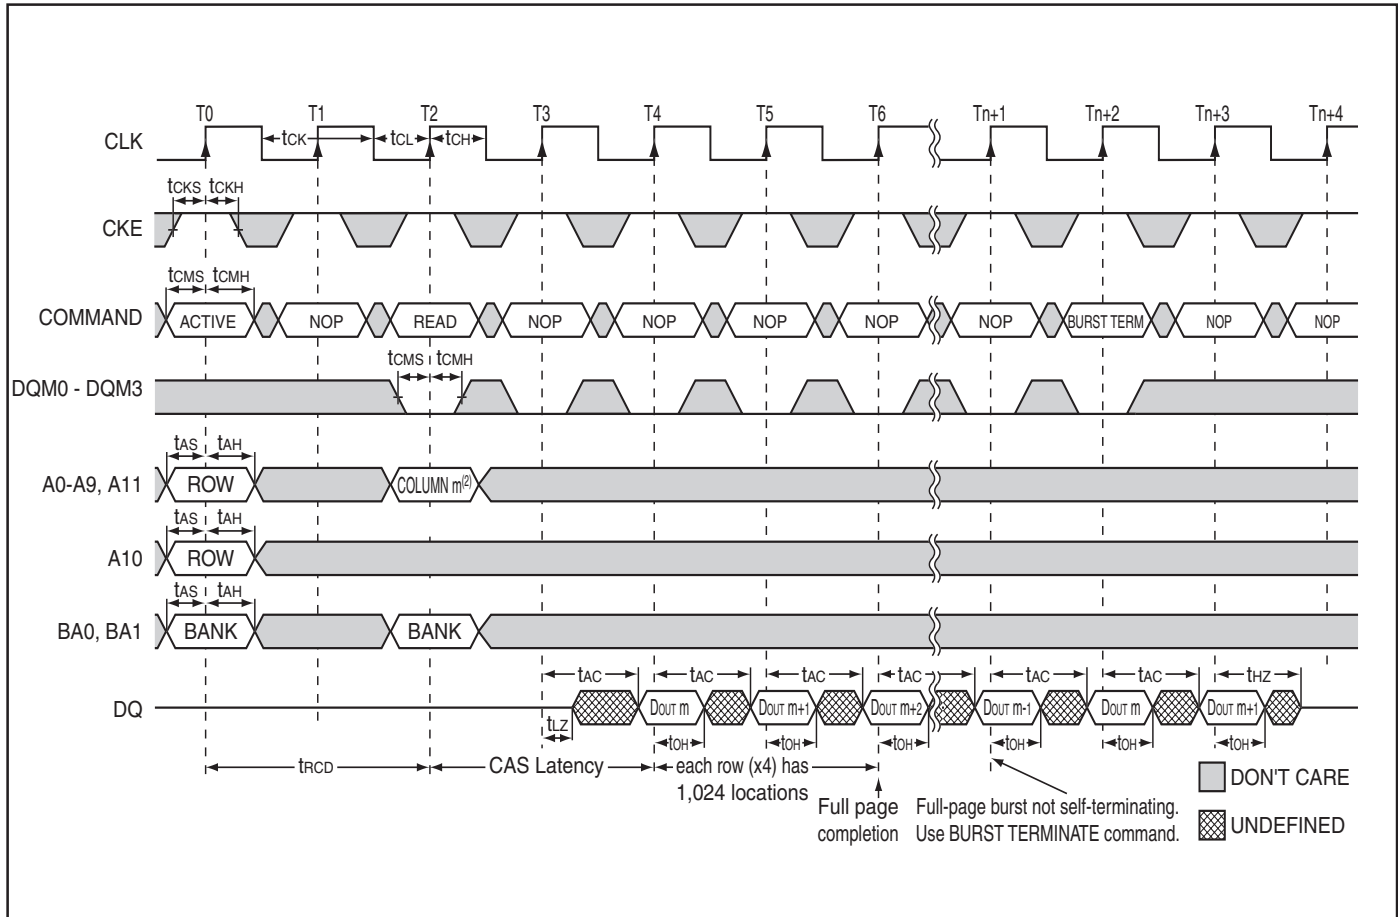 T0 T1 T2 T3 T4 T5 T6 Tn+1 Tn+2 Tn+3 Tn+4
CLK tCK tCL tCH
tCKS tCKH
CKE
tCMS tCMH
COMMAND ACTIVE NOP READ NOP NOP NOP NOP NOP BURST TERM NOP NOP
tCMS tCMH
DQM0 - DQM3
tAS tAH
A0-A9, A11 ROW COLUMN m(2)
tAS tAH
A10 ROW
tAS tAH
BA0, BA1 BANK BANK
tAC tAC tAC tAC tAC tAC tHZ
DQ DOUT m DOUT m+1 DOUT m+2 DOUT m-1 DOUT m DOUT m+1
tLZ tOH tOH tOH tOH tOH tOH
tRCD CAS Latency each row (x4) has
1,024 locations
Full page
completion
Full-page burst not self-terminating.
Use BURST TERMINATE command.
DON'T CARE
UNDEFINED